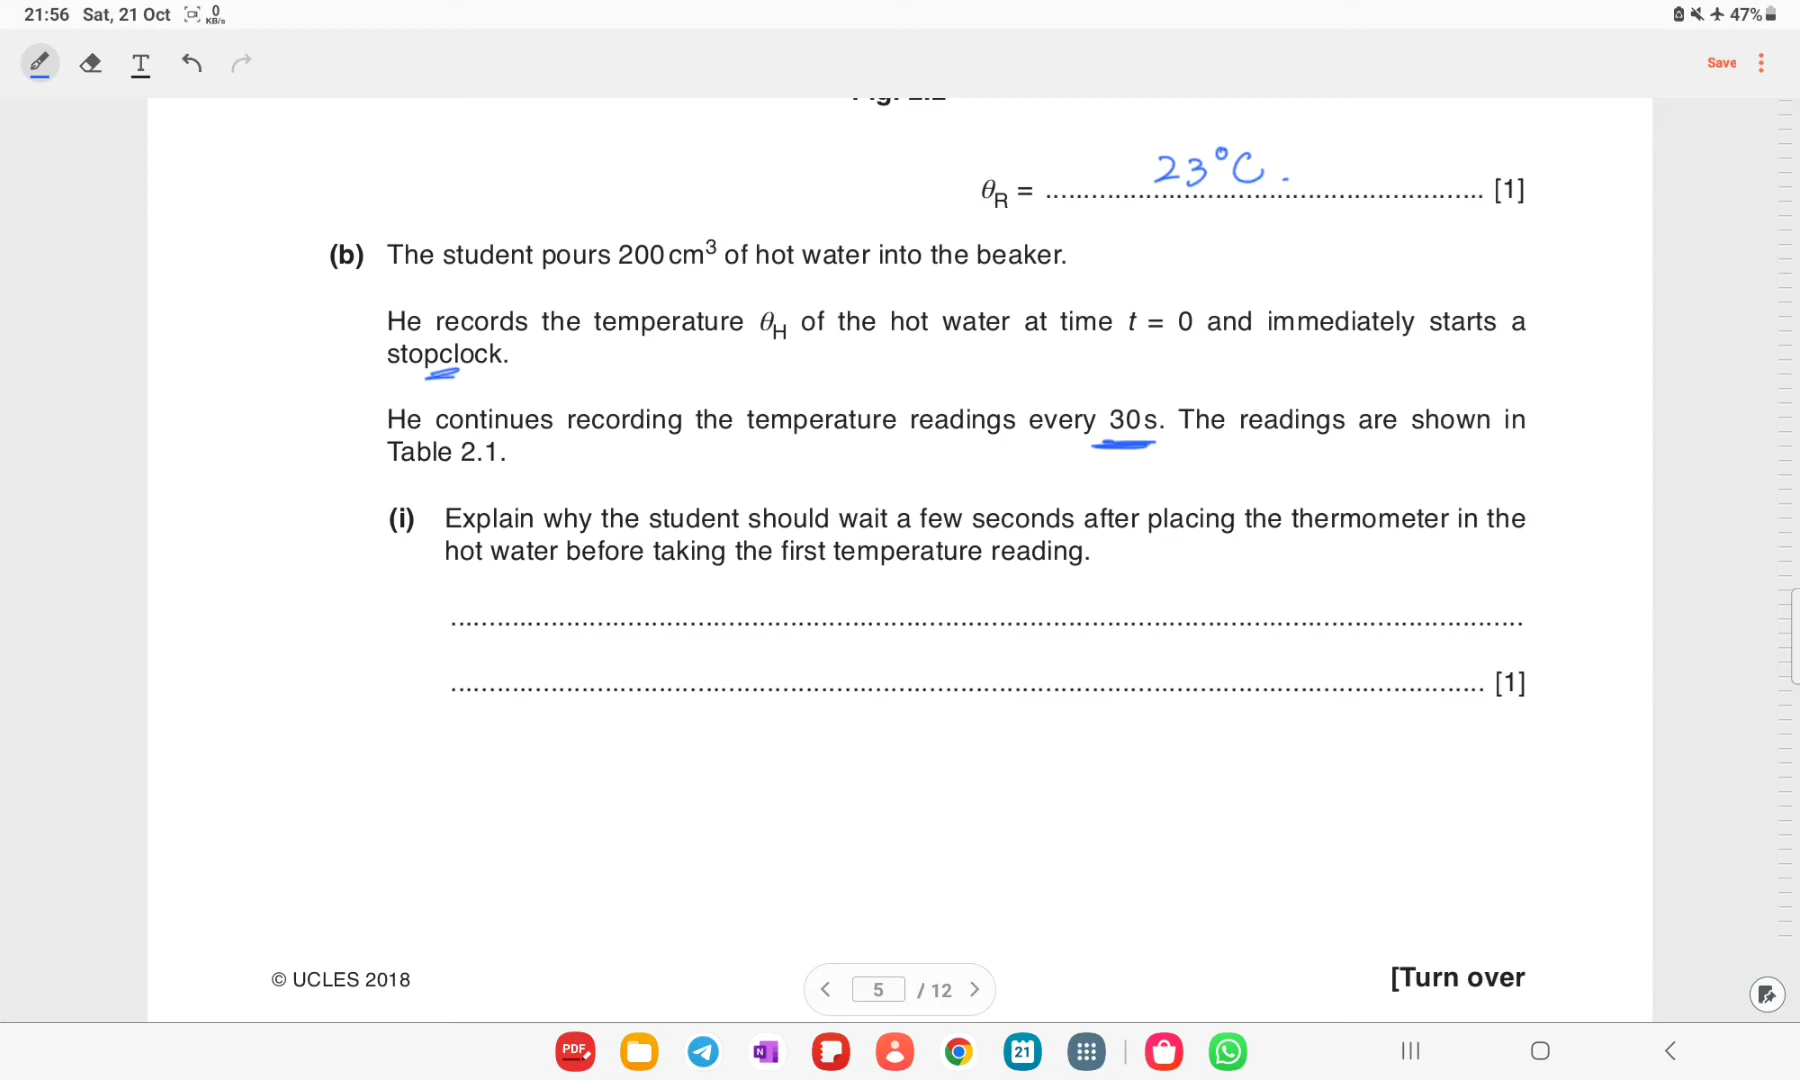 21:56 Sat, 21 Oct 0 KB/s 47%
T Save
θR = 23°C. [1]
(b) The student pours 200 cm³ of hot water into the beaker.
He records the temperature θH of the hot water at time t = 0 and immediately starts a
stopclock.
He continues recording the temperature readings every 30 s. The readings are shown in
Table 2.1.
(i) Explain why the student should wait a few seconds after placing the thermometer in the
hot water before taking the first temperature reading.
[1]
© UCLES 2018
5 / 12
[Turn over
PDF N 21